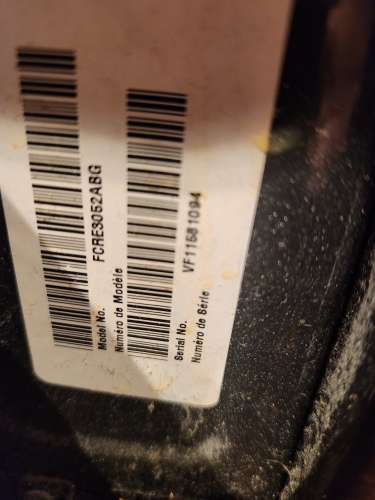 FCRE3052ABG
Model No.
Numéro de Modèle
VF11581094
Serial No.
Numéro de Série